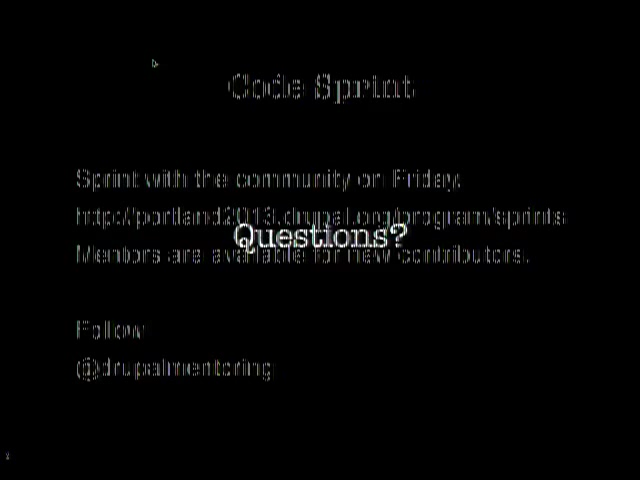 Code Sprint
Sprint with the community on Friday.
http://portland2013.drupal.org/program/sprints
Questions?
Mentors are available for new contributors.
Follow
@drupalmentoring